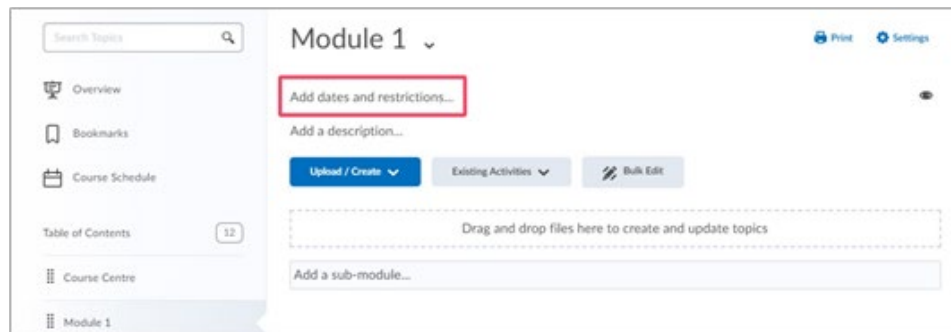 Search Topics
Overview
Bookmarks
Course Schedule
Table of Contents 12
Course Centre
Module 1
Module 1
Print Settings
Add dates and restrictions...
Add a description...
Upload / Create Existing Activities Bulk Edit
Drag and drop files here to create and update topics
Add a sub-module...